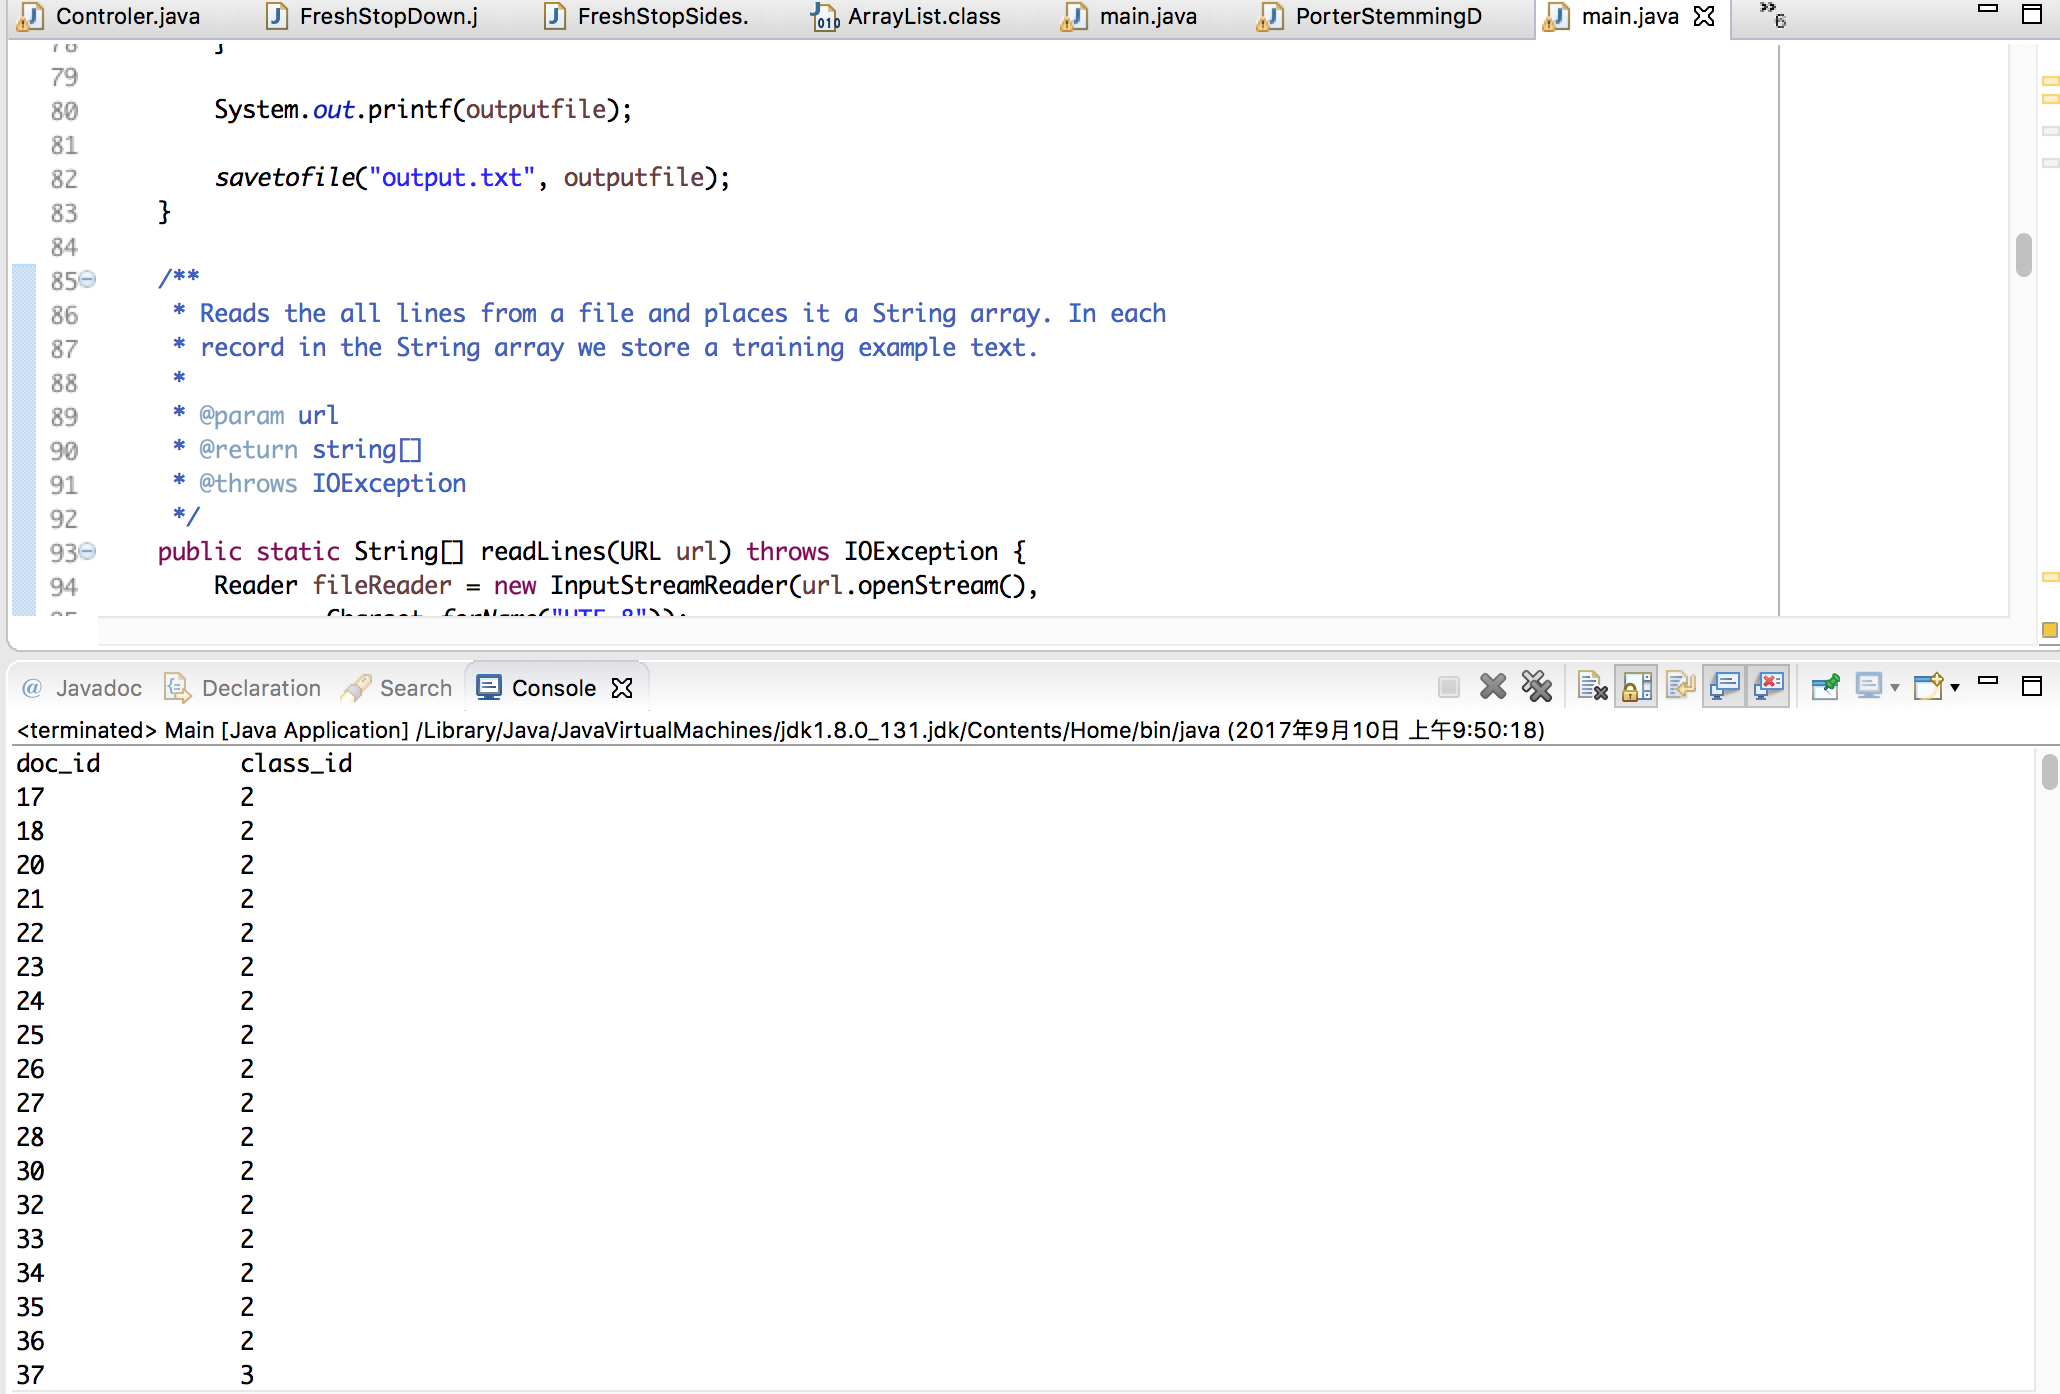 Controler.java FreshStopDown.j FreshStopSides. ArrayList.class main.java PorterStemmingD main.java »6
78 }
79
80 System.out.printf(outputfile);
81
82 savetofile("output.txt", outputfile);
83 }
84
85 /**
86 * Reads the all lines from a file and places it a String array. In each
87 * record in the String array we store a training example text.
88 *
89 * @param url
90 * @return string[]
91 * @throws IOException
92 */
93 public static String[] readLines(URL url) throws IOException {
94 Reader fileReader = new InputStreamReader(url.openStream(),
95 Charset.forName("UTF-8"));
@ Javadoc Declaration Search Console
<terminated> Main [Java Application] /Library/Java/JavaVirtualMachines/jdk1.8.0_131.jdk/Contents/Home/bin/java (2017年9月10日 上午9:50:18)
doc_id class_id
17 2
18 2
20 2
21 2
22 2
23 2
24 2
25 2
26 2
27 2
28 2
30 2
32 2
33 2
34 2
35 2
36 2
37 3